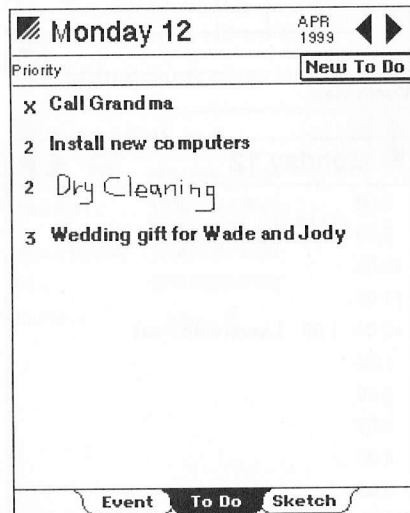 Monday 12
APR
1999
Priority
New To Do
X Call Grandma
2 Install new computers
2 Dry Cleaning
3 Wedding gift for Wade and Jody
Event To Do Sketch